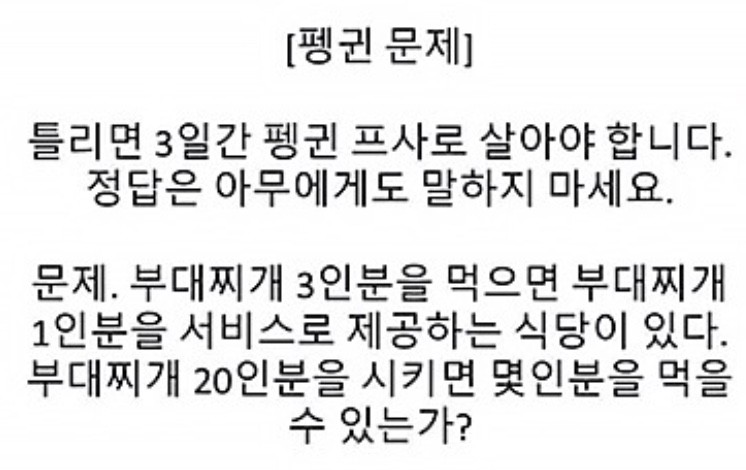 [펭귄 문제]
틀리면 3일간 펭귄 프사로 살아야 합니다.
정답은 아무에게도 말하지 마세요.
문제. 부대찌개 3인분을 먹으면 부대찌개
1인분을 서비스로 제공하는 식당이 있다.
부대찌개 20인분을 시키면 몇인분을 먹을
수 있는가?